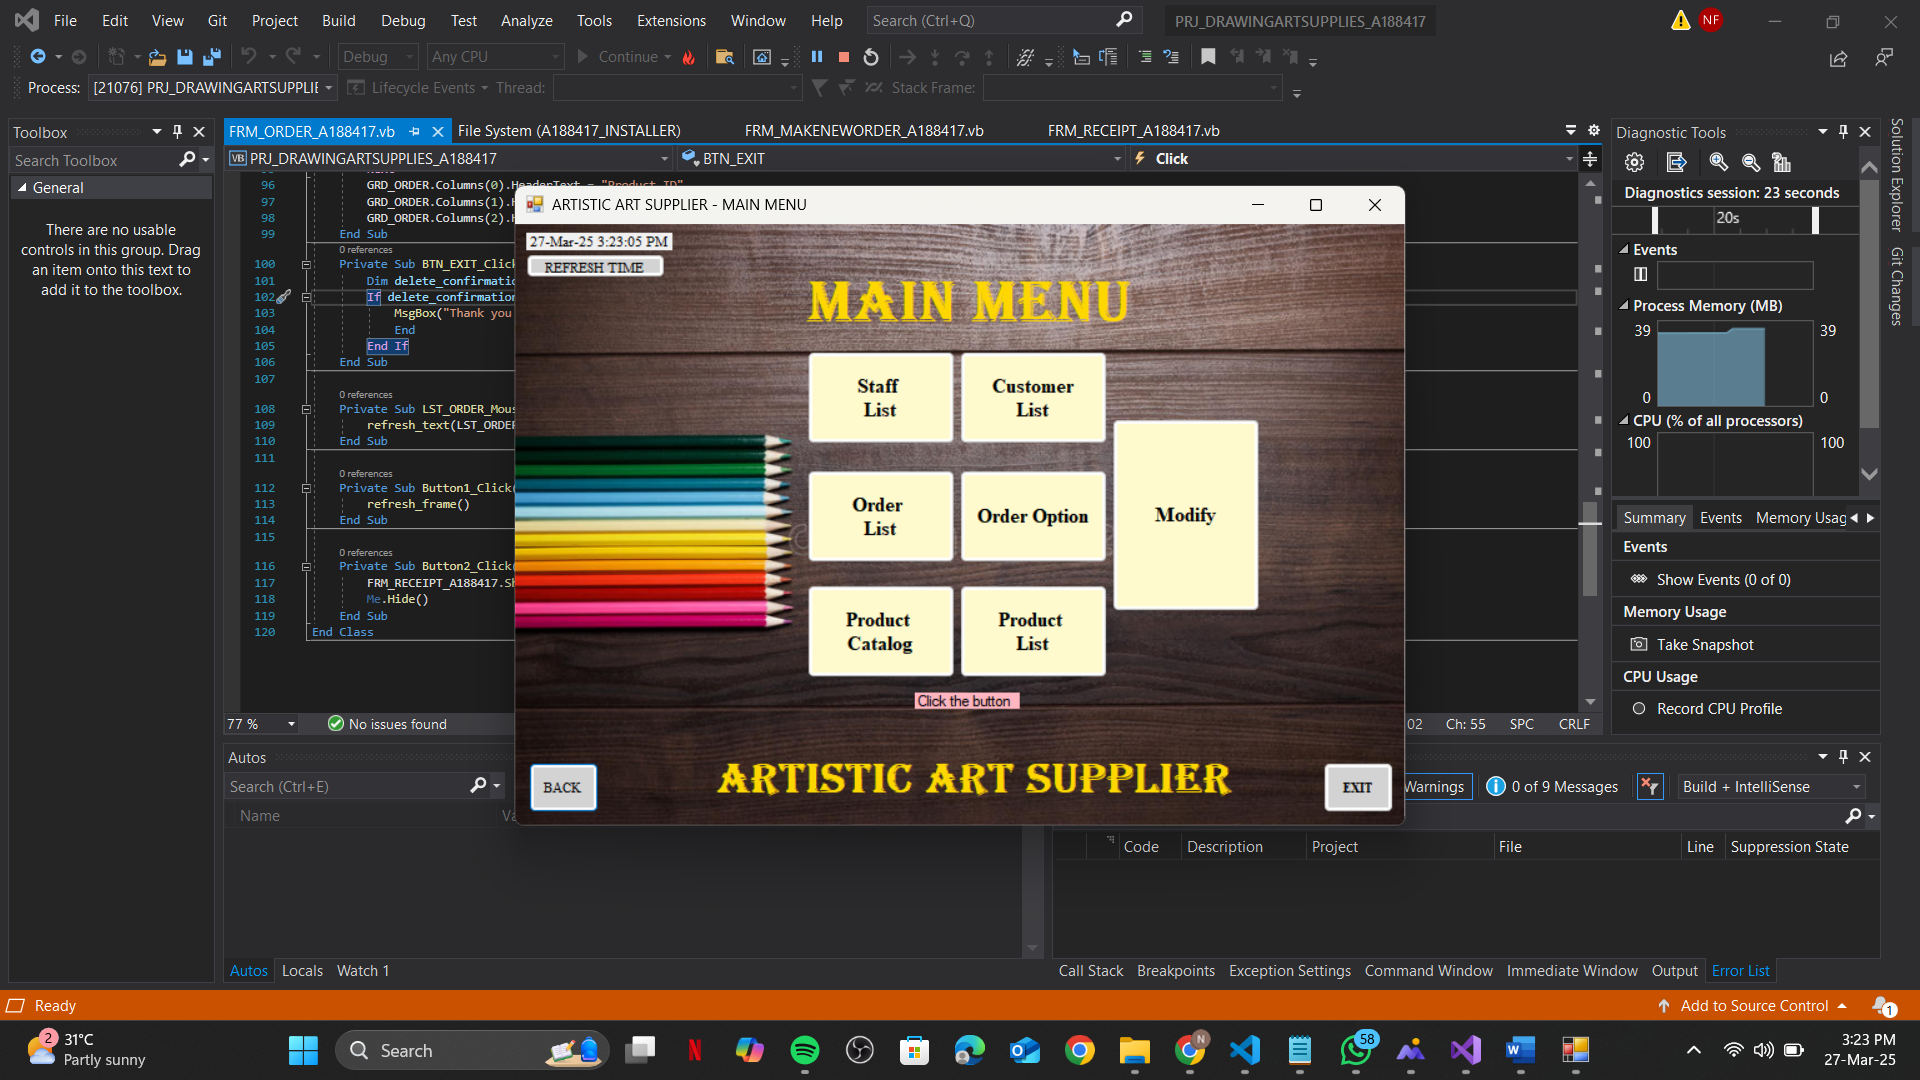 File Edit View Git Project Build Debug Test Analyze Tools Extensions Window Help Search (Ctrl+Q) PRJ_DRAWINGARTSUPPLIES_A188417 NF
Debug Any CPU Continue
Process: [21076] PRJ_DRAWINGARTSUPPLIE Lifecycle Events Thread: Stack Frame:
Toolbox
Search Toolbox
General
There are no usable
controls in this group. Drag
an item onto this text to
add it to the toolbox.
FRM_ORDER_A188417.vb File System (A188417_INSTALLER) FRM_MAKENEWORDER_A188417.vb FRM_RECEIPT_A188417.vb
VB PRJ_DRAWINGARTSUPPLIES_A188417 BTN_EXIT Click
96 GRD_ORDER.Columns(0).HeaderText = "Product ID"
97 GRD_ORDER.Columns(1).H
98 GRD_ORDER.Columns(2).H
99 End Sub
0 references
100 Private Sub BTN_EXIT_Click
101 Dim delete_confirmatio
102 If delete_confirmation
103 MsgBox("Thank you
104 End
105 End If
106 End Sub
107
0 references
108 Private Sub LST_ORDER_Mous
109 refresh_text(LST_ORDER
110 End Sub
111
0 references
112 Private Sub Button1_Click(
113 refresh_frame()
114 End Sub
115
0 references
116 Private Sub Button2_Click(
117 FRM_RECEIPT_A188417.Sh
118 Me.Hide()
119 End Sub
120 End Class
77 % No issues found
Ch: 55 SPC CRLF
ARTISTIC ART SUPPLIER - MAIN MENU
27-Mar-25 3:23:05 PM
REFRESH TIME
MAIN MENU
Staff
List
Customer
List
Order
List
Order Option
Modify
Product
Catalog
Product
List
Click the button
BACK
ARTISTIC ART SUPPLIER
EXIT
Diagnostic Tools
Diagnostics session: 23 seconds
20s
Events
Process Memory (MB)
39 39
0 0
CPU (% of all processors)
100 100
Summary Events Memory Usag
Events
Show Events (0 of 0)
Memory Usage
Take Snapshot
CPU Usage
Record CPU Profile
Solution Explorer
Git Changes
Autos
Search (Ctrl+E)
Name
Autos Locals Watch 1
Warnings 0 of 9 Messages Build + IntelliSense
Code Description Project File Line Suppression State
Call Stack Breakpoints Exception Settings Command Window Immediate Window Output Error List
Ready Add to Source Control 1
2 31°C
Partly sunny
Search
N
58
3:23 PM
27-Mar-25